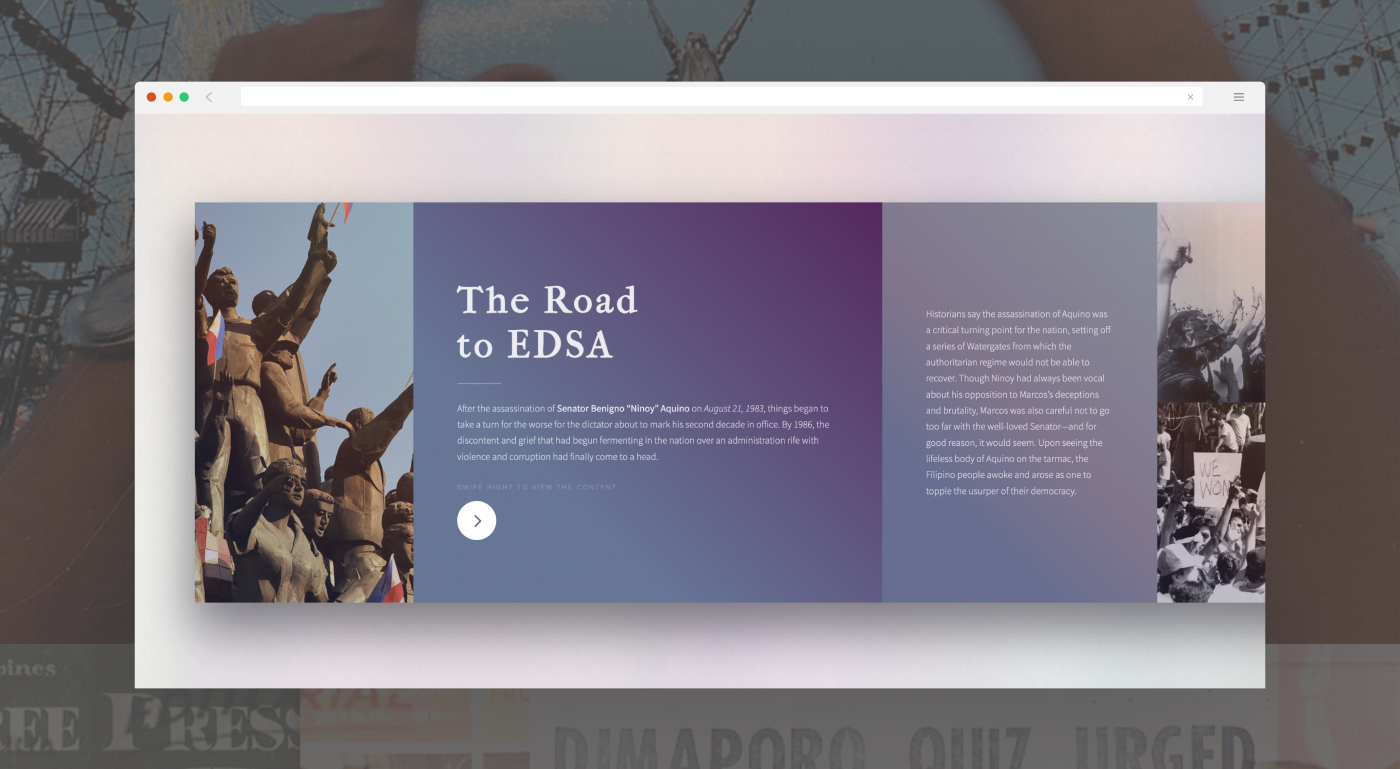 The Road
to EDSA
After the assassination of Senator Benigno “Ninoy” Aquino on August 21, 1983, things began to
take a turn for the worse for the dictator about to mark his second decade in office. By 1986, the
discontent and grief that had begun fermenting in the nation over an administration rife with
violence and corruption had finally come to a head.
SWIPE RIGHT TO VIEW THE CONTENT
Historians say the assassination of Aquino was
a critical turning point for the nation, setting off
a series of Watergates from which the
authoritarian regime would not be able to
recover. Though Ninoy had always been vocal
about his opposition to Marcos’s deceptions
and brutality, Marcos was also careful not to go
too far with the well-loved Senator—and for
good reason, it would seem. Upon seeing the
lifeless body of Aquino on the tarmac, the
Filipino people awoke and arose as one to
topple the usurper of their democracy.
WE
WON
pines
REE PRESS
RIAL
DIMAPORO QUIZ URGED